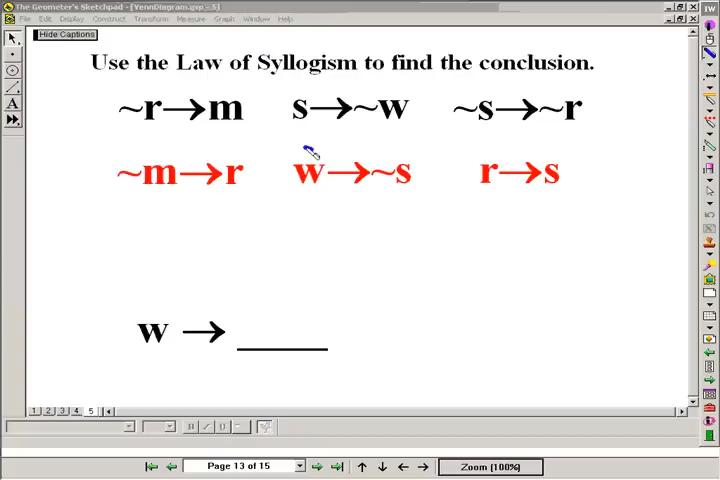 The Geometer's Sketchpad - [VennDiagram.gsp - 5]
File Edit Display Construct Transform Measure Graph Window Help
Hide Captions
Use the Law of Syllogism to find the conclusion.
~r→m s→~w ~s→~r
~m→r w→~s r→s
w → ____
1 2 3 4 5
B I U
Page 13 of 15 Zoom (100%)